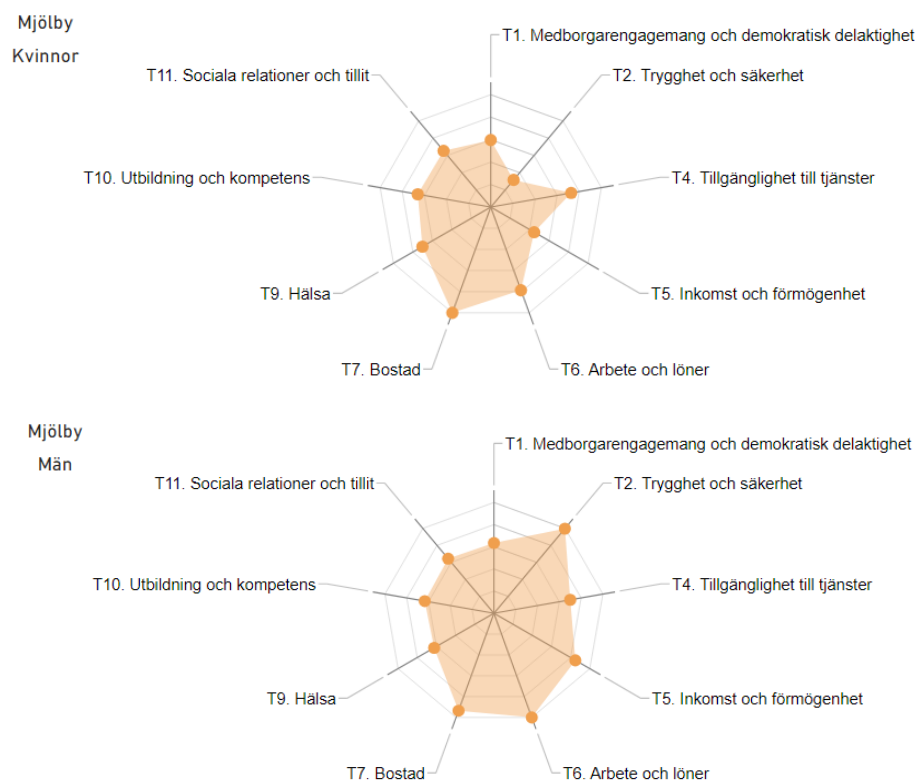 Mjölby
Kvinnor
T1. Medborgarengagemang och demokratisk delaktighet
T11. Sociala relationer och tillit
T2. Trygghet och säkerhet
T10. Utbildning och kompetens
T4. Tillgänglighet till tjänster
T9. Hälsa
T5. Inkomst och förmögenhet
T7. Bostad
T6. Arbete och löner
Mjölby
Män
T1. Medborgarengagemang och demokratisk delaktighet
T11. Sociala relationer och tillit
T2. Trygghet och säkerhet
T10. Utbildning och kompetens
T4. Tillgänglighet till tjänster
T9. Hälsa
T5. Inkomst och förmögenhet
T7. Bostad
T6. Arbete och löner